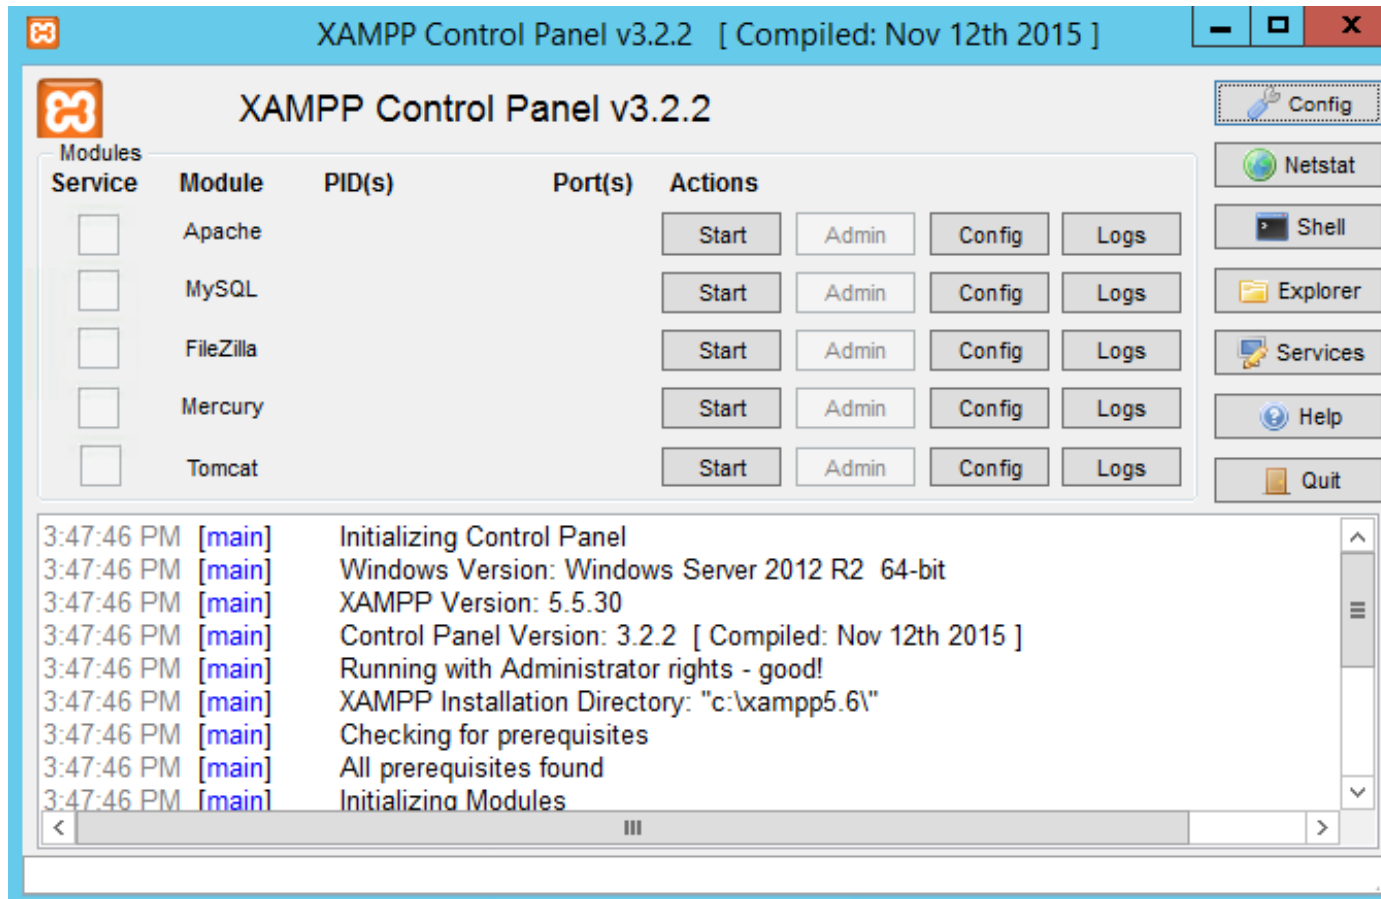 XAMPP Control Panel v3.2.2 [ Compiled: Nov 12th 2015 ]
XAMPP Control Panel v3.2.2
Config
Modules
Service Module PID(s) Port(s) Actions
Netstat
Apache Start Admin Config Logs
Shell
MySQL Start Admin Config Logs
Explorer
FileZilla Start Admin Config Logs
Services
Mercury Start Admin Config Logs
Help
Tomcat Start Admin Config Logs
Quit
3:47:46 PM [main] Initializing Control Panel
3:47:46 PM [main] Windows Version: Windows Server 2012 R2 64-bit
3:47:46 PM [main] XAMPP Version: 5.5.30
3:47:46 PM [main] Control Panel Version: 3.2.2 [ Compiled: Nov 12th 2015 ]
3:47:46 PM [main] Running with Administrator rights - good!
3:47:46 PM [main] XAMPP Installation Directory: "c:\xampp5.6\"
3:47:46 PM [main] Checking for prerequisites
3:47:46 PM [main] All prerequisites found
3:47:46 PM [main] Initializing Modules